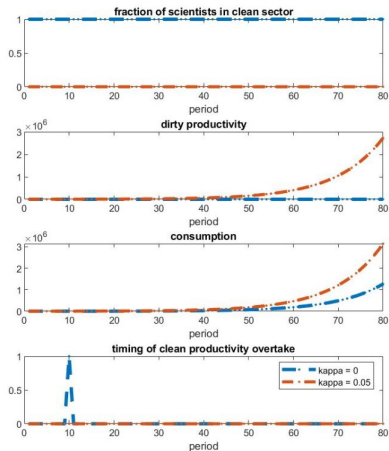 fraction of scientists in clean sector
1
0.5
0
0 10 20 30 40 50 60 70 80
period
dirty productivity
×10^6
3
2
1
0
0 10 20 30 40 50 60 70 80
period
consumption
×10^6
3
2
1
0
0 10 20 30 40 50 60 70 80
period
timing of clean productivity overtake
1
0.5
0
kappa = 0
kappa = 0.05
0 10 20 30 40 50 60 70 80
period